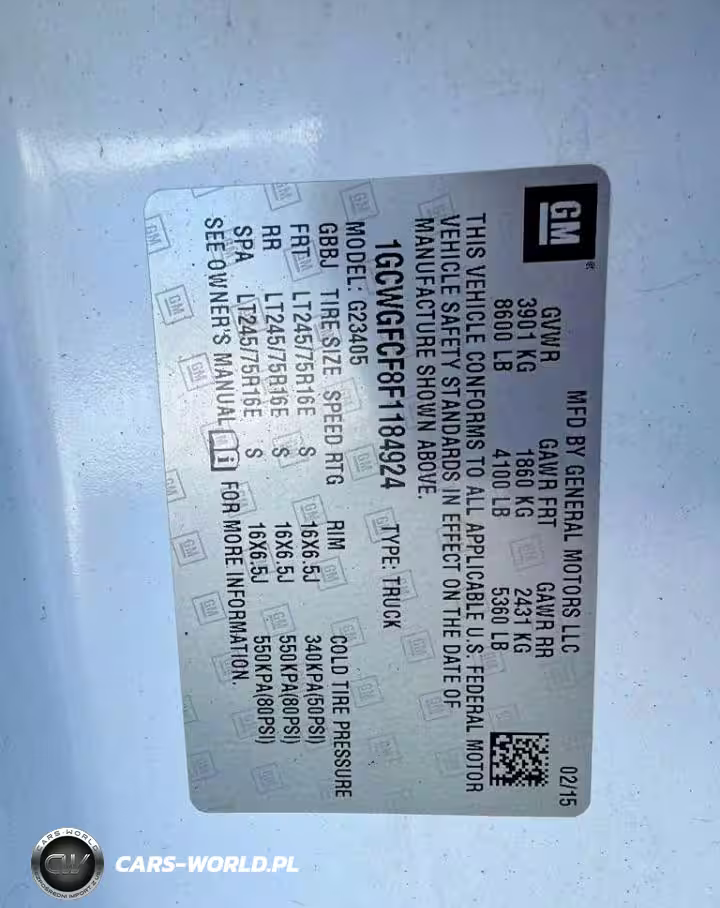 GM
MFD BY GENERAL MOTORS LLC 02/15
GVWR GAWR FRT GAWR RR
3901 KG 1860 KG 2431 KG
8600 LB 4100 LB 5360 LB
THIS VEHICLE CONFORMS TO ALL APPLICABLE U.S. FEDERAL MOTOR
VEHICLE SAFETY STANDARDS IN EFFECT ON THE DATE OF
MANUFACTURE SHOWN ABOVE.
1GCWGFCF8F1184924 TYPE: TRUCK
MODEL: G23405
GBBJ TIRE SIZE SPEED RTG RIM COLD TIRE PRESSURE
FRT LT245/75R16E S 16X6.5J 340KPA(50PSI)
RR LT245/75R16E S 16X6.5J 550KPA(80PSI)
SPA LT245/75R16E S 16X6.5J 550KPA(80PSI)
SEE OWNER'S MANUAL i FOR MORE INFORMATION.
CARS-WORLD
CW
CARS-WORLD.PL